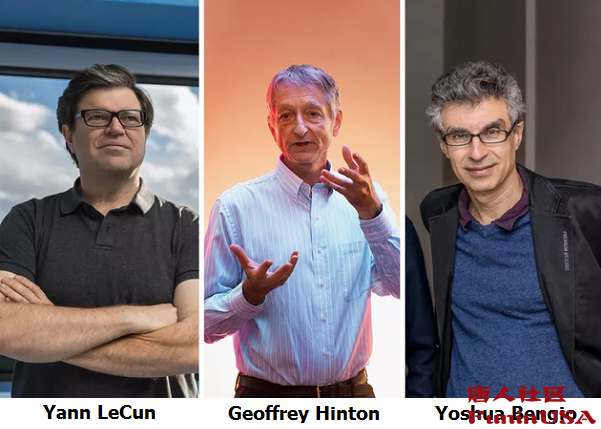 Yann LeCun
Geoffrey Hinton
Yoshua Bengio
唐人社区